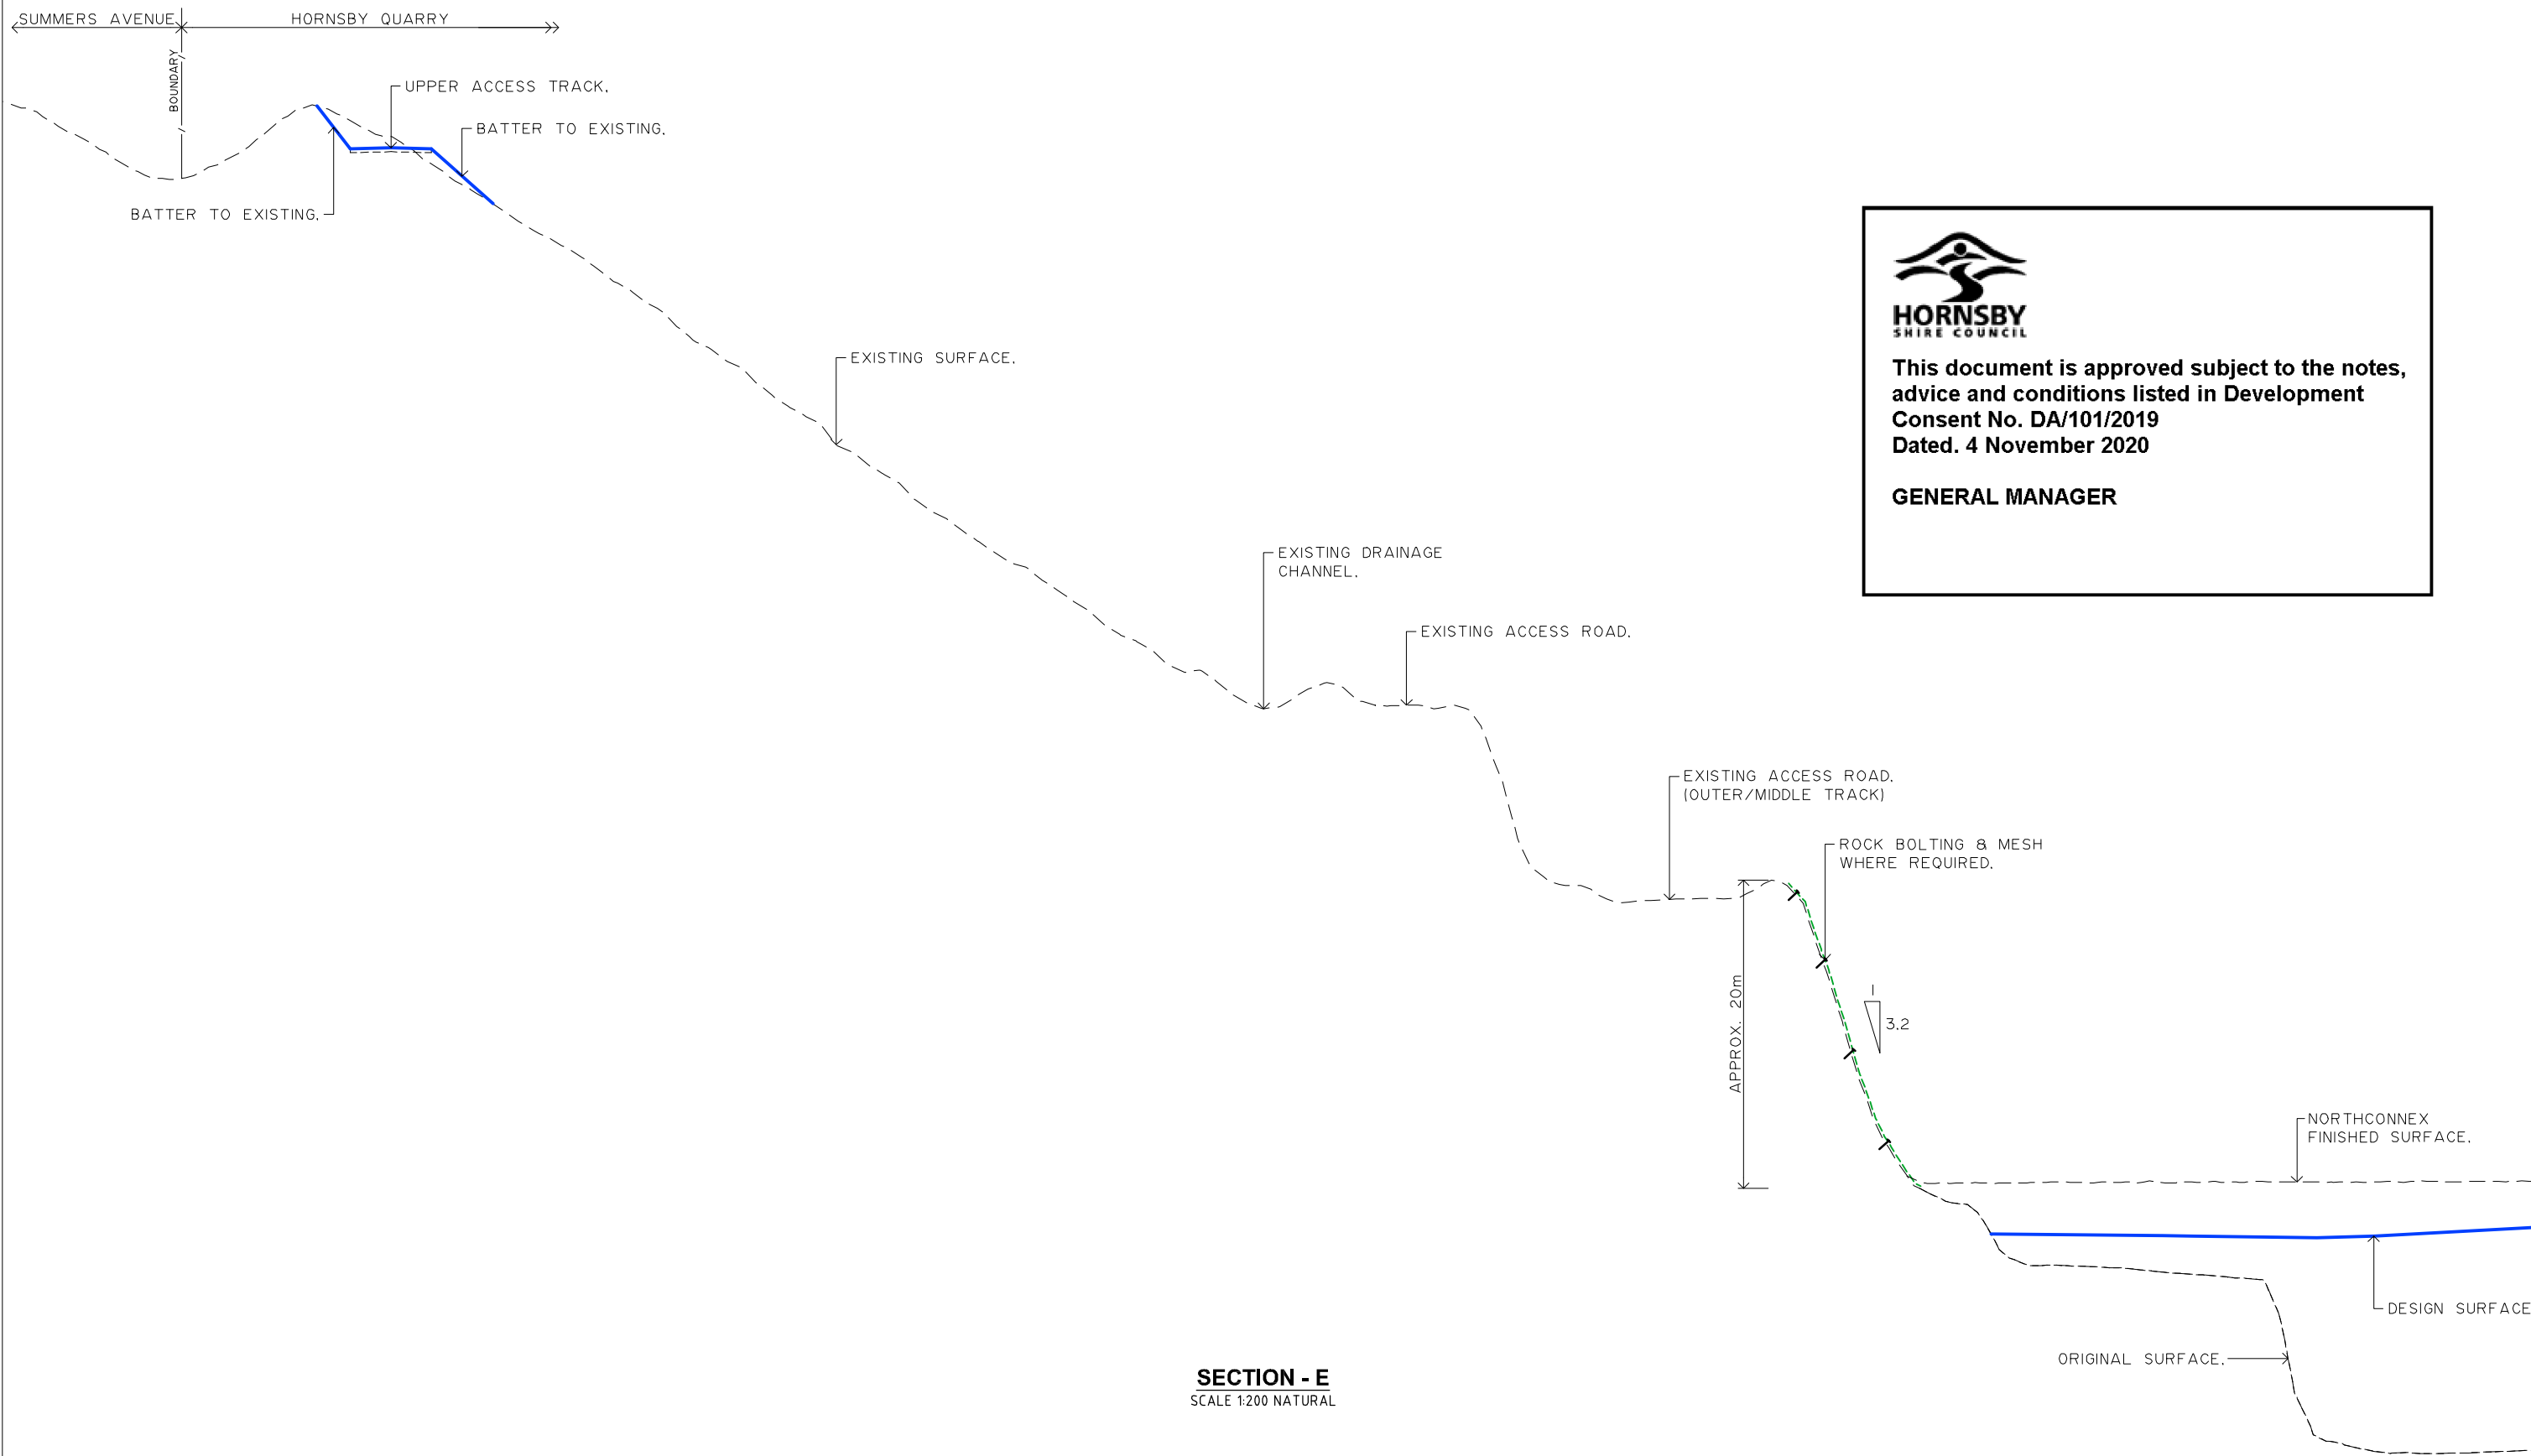 SUMMERS AVENUE
HORNSBY QUARRY
BOUNDARY
UPPER ACCESS TRACK.
BATTER TO EXISTING.
BATTER TO EXISTING.
HORNSBY
SHIRE COUNCIL
This document is approved subject to the notes,
advice and conditions listed in Development
Consent No. DA/101/2019
Dated. 4 November 2020
GENERAL MANAGER
EXISTING SURFACE.
EXISTING DRAINAGE
CHANNEL.
EXISTING ACCESS ROAD.
EXISTING ACCESS ROAD.
(OUTER/MIDDLE TRACK)
ROCK BOLTING & MESH
WHERE REQUIRED.
APPROX. 20m
1
3.2
NORTHCONNEX
FINISHED SURFACE.
DESIGN SURFACE
ORIGINAL SURFACE.
SECTION - E
SCALE 1:200 NATURAL